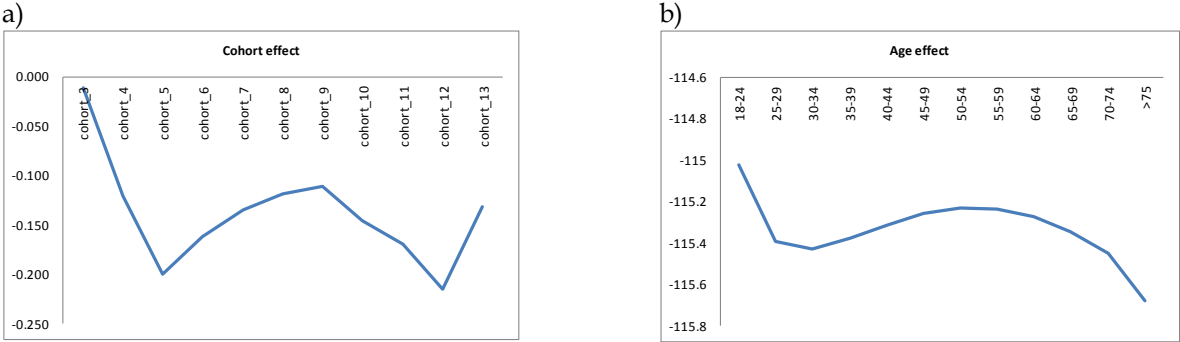 a)
Cohort effect
0.000
-0.050
-0.100
-0.150
-0.200
-0.250
cohort_3
cohort_4
cohort_5
cohort_6
cohort_7
cohort_8
cohort_9
cohort_10
cohort_11
cohort_12
cohort_13
b)
Age effect
-114.6
-114.8
-115
-115.2
-115.4
-115.6
-115.8
18-24
25-29
30-34
35-39
40-44
45-49
50-54
55-59
60-64
65-69
70-74
>75